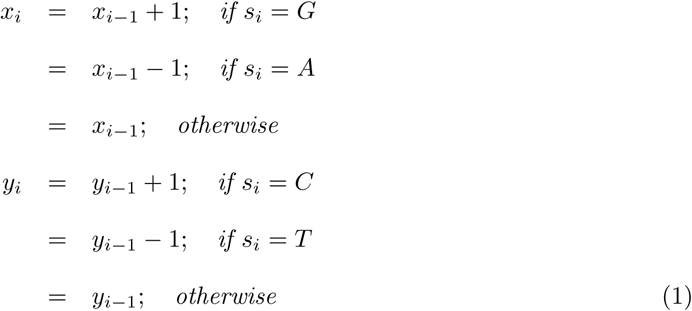 x_i = x_{i−1} + 1; if s_i = G
= x_{i−1} − 1; if s_i = A
= x_{i−1}; otherwise
y_i = y_{i−1} + 1; if s_i = C
= y_{i−1} − 1; if s_i = T
= y_{i−1}; otherwise (1)